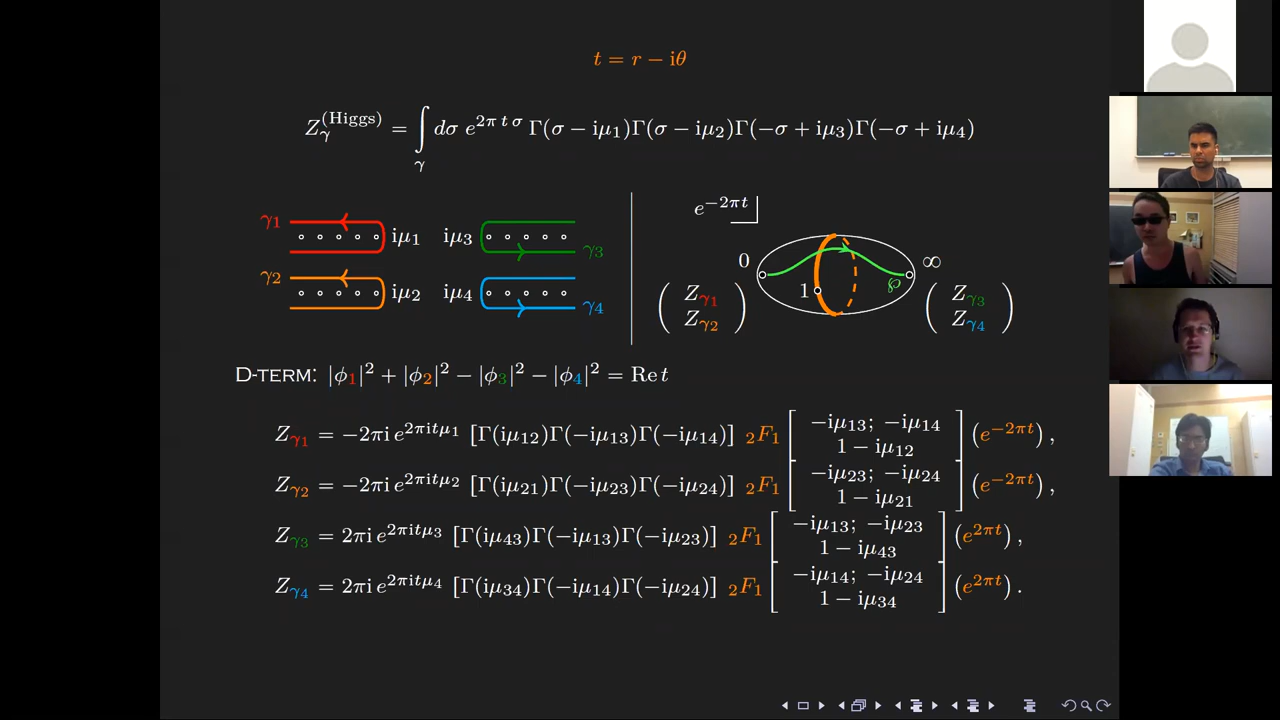 t = r − iθ
Z_γ^(Higgs) = ∫_γ dσ e^{2π t σ} Γ(σ − iμ₁)Γ(σ − iμ₂)Γ(−σ + iμ₃)Γ(−σ + iμ₄)
γ₁ iμ₁ iμ₃ γ₃
γ₂ iμ₂ iμ₄ γ₄
e^{−2πt}
0 1 ∞ ℘
( Z_γ₁ Z_γ₂ ) ( Z_γ₃ Z_γ₄ )
D-TERM: |ϕ₁|² + |ϕ₂|² − |ϕ₃|² − |ϕ₄|² = Re t
Z_γ₁ = −2πi e^{2πitμ₁} [Γ(iμ₁₂)Γ(−iμ₁₃)Γ(−iμ₁₄)] ₂F₁ [ −iμ₁₃; −iμ₁₄ 1 − iμ₁₂ ] (e^{−2πt}),
Z_γ₂ = −2πi e^{2πitμ₂} [Γ(iμ₂₁)Γ(−iμ₂₃)Γ(−iμ₂₄)] ₂F₁ [ −iμ₂₃; −iμ₂₄ 1 − iμ₂₁ ] (e^{−2πt}),
Z_γ₃ = 2πi e^{2πitμ₃} [Γ(iμ₄₃)Γ(−iμ₁₃)Γ(−iμ₂₃)] ₂F₁ [ −iμ₁₃; −iμ₂₃ 1 − iμ₄₃ ] (e^{2πt}),
Z_γ₄ = 2πi e^{2πitμ₄} [Γ(iμ₃₄)Γ(−iμ₁₄)Γ(−iμ₂₄)] ₂F₁ [ −iμ₁₄; −iμ₂₄ 1 − iμ₃₄ ] (e^{2πt}).